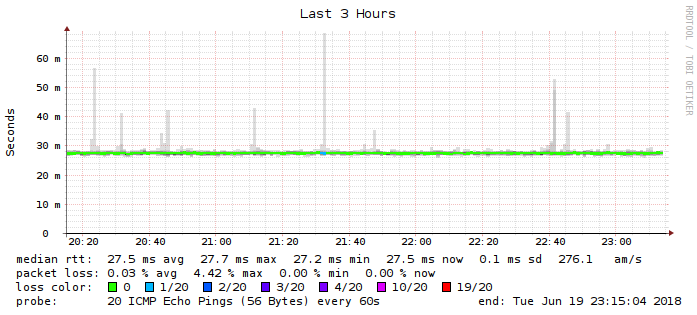 Last 3 Hours
RRDTOOL / TOBI OETIKER
Seconds
60 m
50 m
40 m
30 m
20 m
10 m
0
20:20 20:40 21:00 21:20 21:40 22:00 22:20 22:40 23:00
median rtt: 27.5 ms avg 27.7 ms max 27.2 ms min 27.5 ms now 0.1 ms sd 276.1 am/s
packet loss: 0.03 % avg 4.42 % max 0.00 % min 0.00 % now
loss color: 0 1/20 2/20 3/20 4/20 10/20 19/20
probe: 20 ICMP Echo Pings (56 Bytes) every 60s end: Tue Jun 19 23:15:04 2018